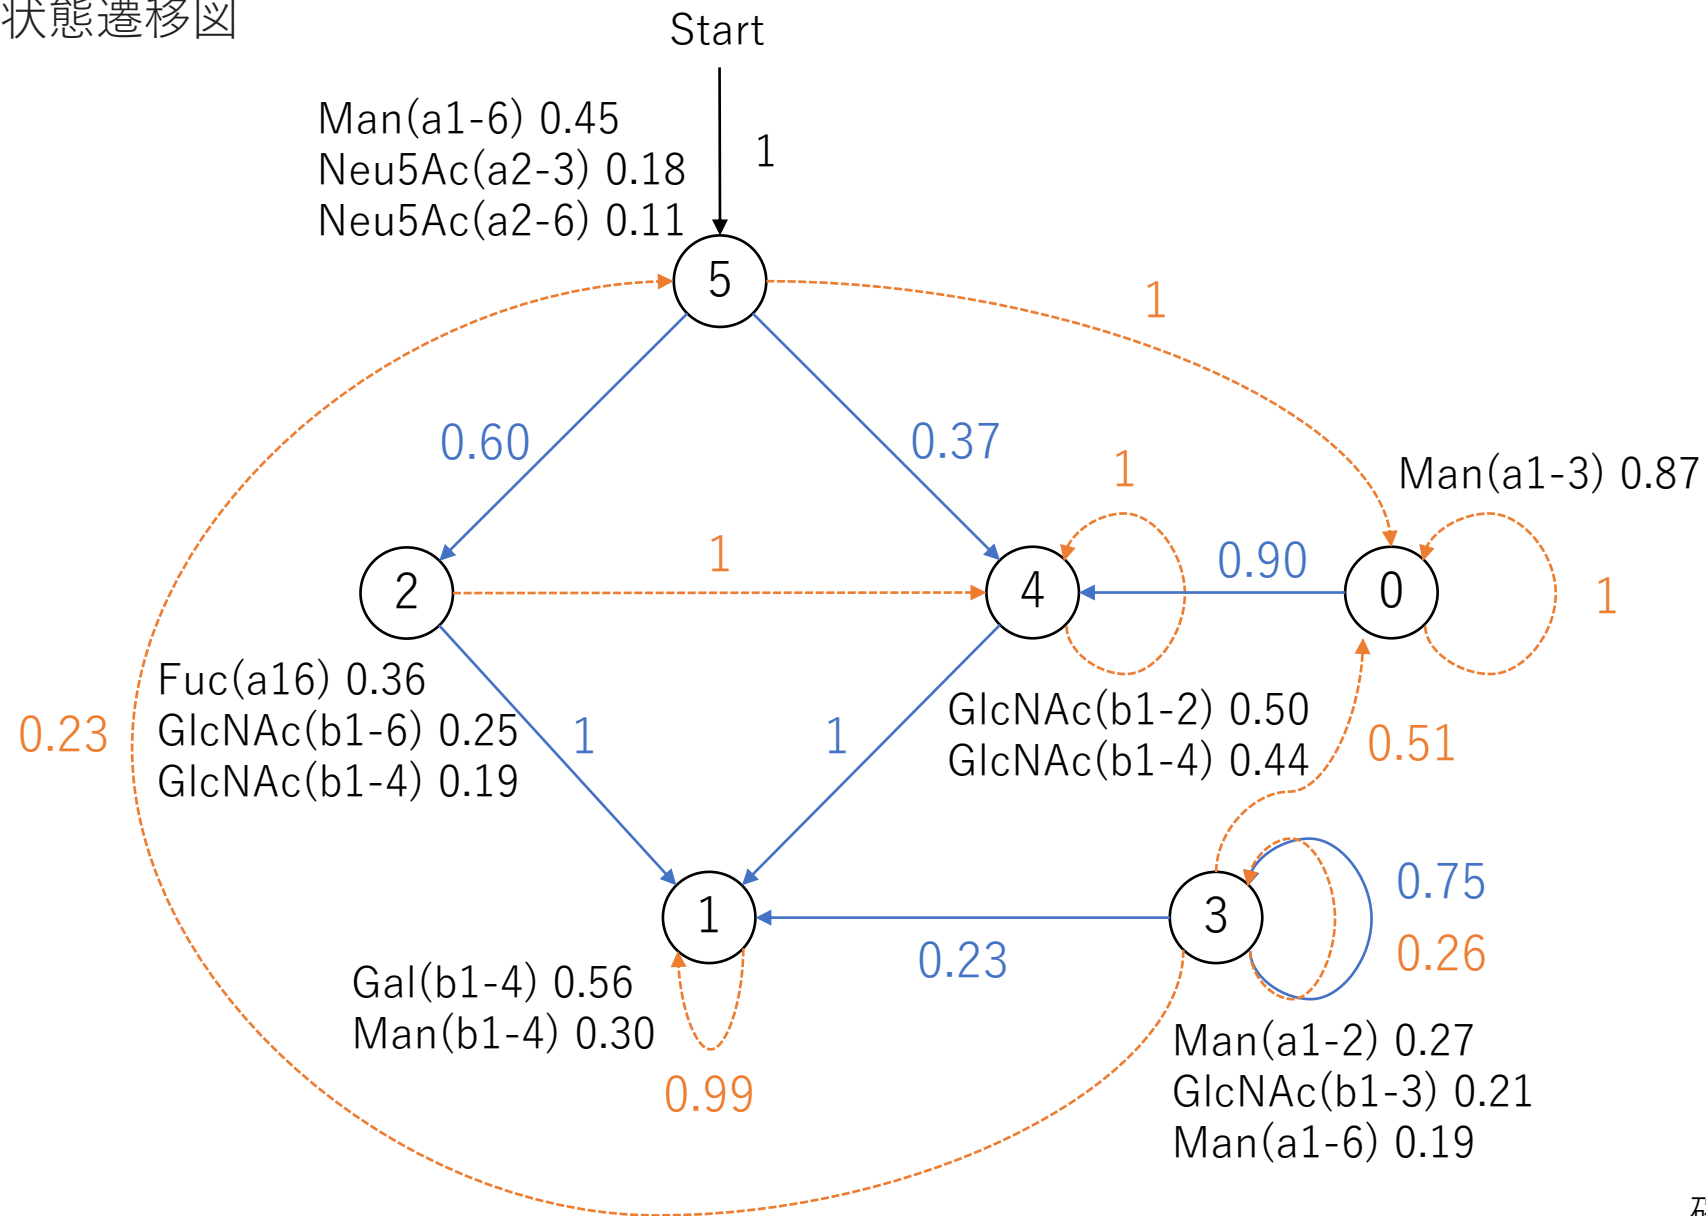 状態遷移図
Start
1
Man(a1-6) 0.45
Neu5Ac(a2-3) 0.18
Neu5Ac(a2-6) 0.11
5
1
0.60
0.37
1
Man(a1-3) 0.87
1
0.90
2
4
0
1
Fuc(a16) 0.36
GlcNAc(b1-6) 0.25
GlcNAc(b1-4) 0.19
0.23
1
1
GlcNAc(b1-2) 0.50
GlcNAc(b1-4) 0.44
0.51
1
3
0.75
0.26
0.23
Gal(b1-4) 0.56
Man(b1-4) 0.30
0.99
Man(a1-2) 0.27
GlcNAc(b1-3) 0.21
Man(a1-6) 0.19